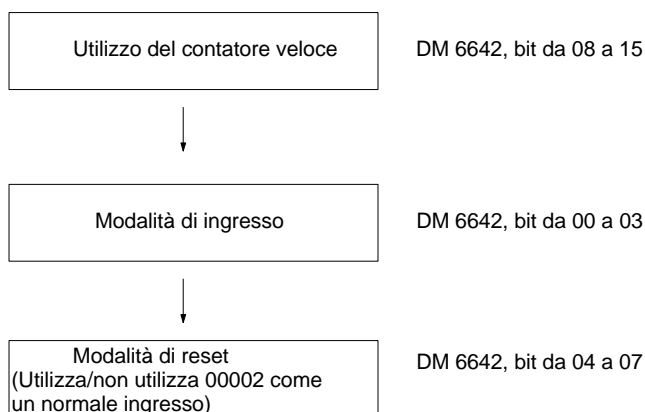 Utilizzo del contatore veloce
DM 6642, bit da 08 a 15
Modalità di ingresso
DM 6642, bit da 00 a 03
Modalità di reset
(Utilizza/non utilizza 00002 come
un normale ingresso)
DM 6642, bit da 04 a 07